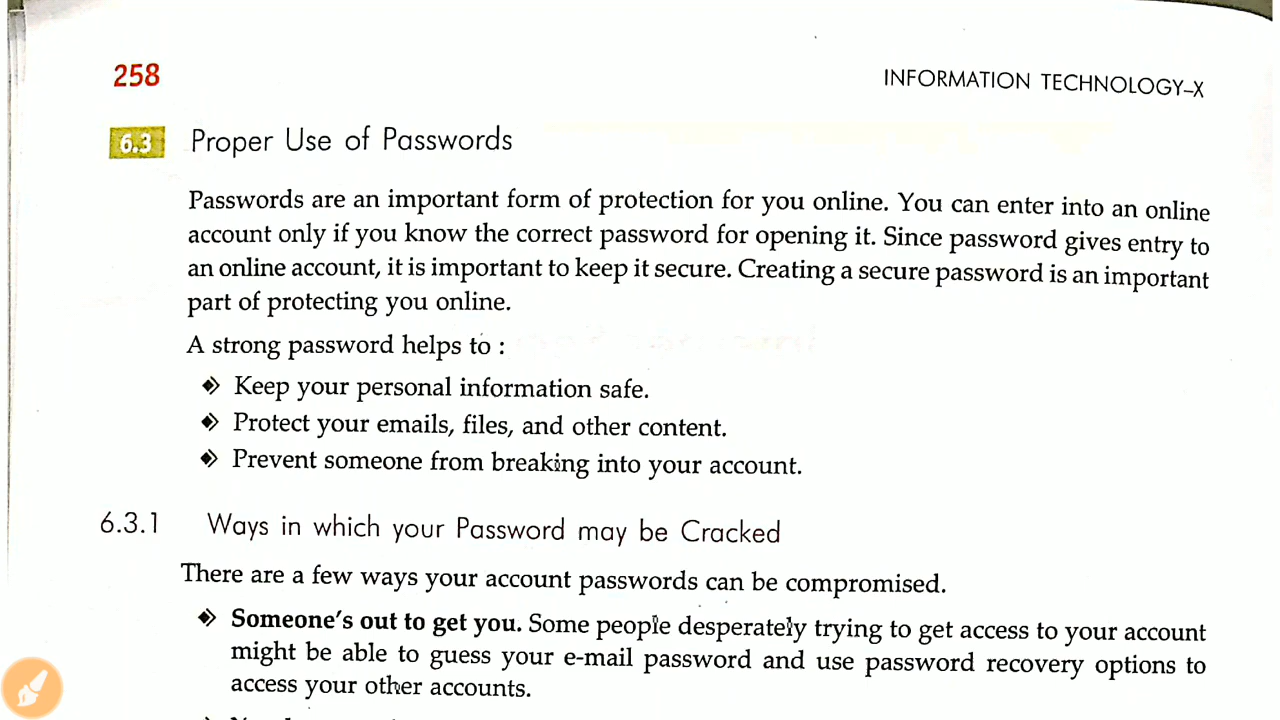 258
INFORMATION TECHNOLOGY–X
6.3 Proper Use of Passwords
Passwords are an important form of protection for you online. You can enter into an online
account only if you know the correct password for opening it. Since password gives entry to
an online account, it is important to keep it secure. Creating a secure password is an important
part of protecting you online.
A strong password helps to :
Keep your personal information safe.
Protect your emails, files, and other content.
Prevent someone from breaking into your account.
6.3.1 Ways in which your Password may be Cracked
There are a few ways your account passwords can be compromised.
Someone's out to get you. Some people desperately trying to get access to your account
might be able to guess your e-mail password and use password recovery options to
access your other accounts.